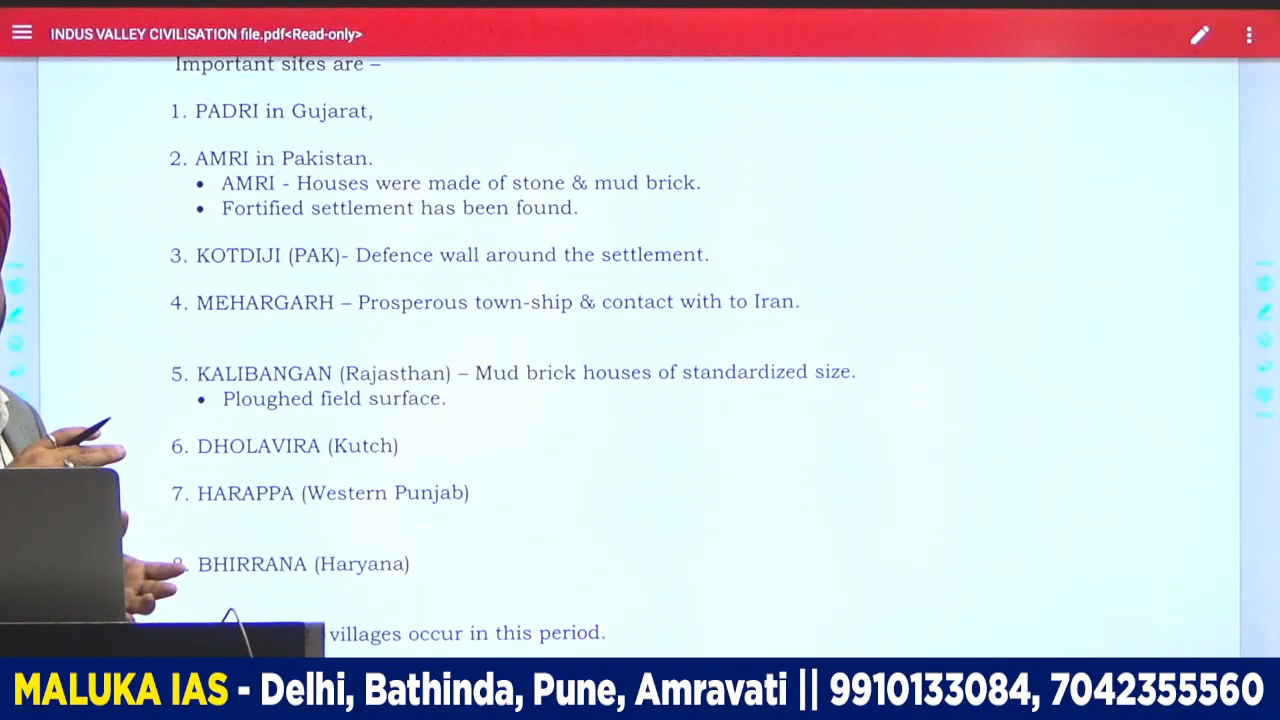 INDUS VALLEY CIVILISATION file.pdf<Read-only>
Important sites are –
1. PADRI in Gujarat,
2. AMRI in Pakistan.
• AMRI - Houses were made of stone & mud brick.
• Fortified settlement has been found.
3. KOTDIJI (PAK)- Defence wall around the settlement.
4. MEHARGARH – Prosperous town-ship & contact with to Iran.
5. KALIBANGAN (Rajasthan) – Mud brick houses of standardized size.
• Ploughed field surface.
6. DHOLAVIRA (Kutch)
7. HARAPPA (Western Punjab)
8. BHIRRANA (Haryana)
villages occur in this period.
MALUKA IAS - Delhi, Bathinda, Pune, Amravati || 9910133084, 7042355560